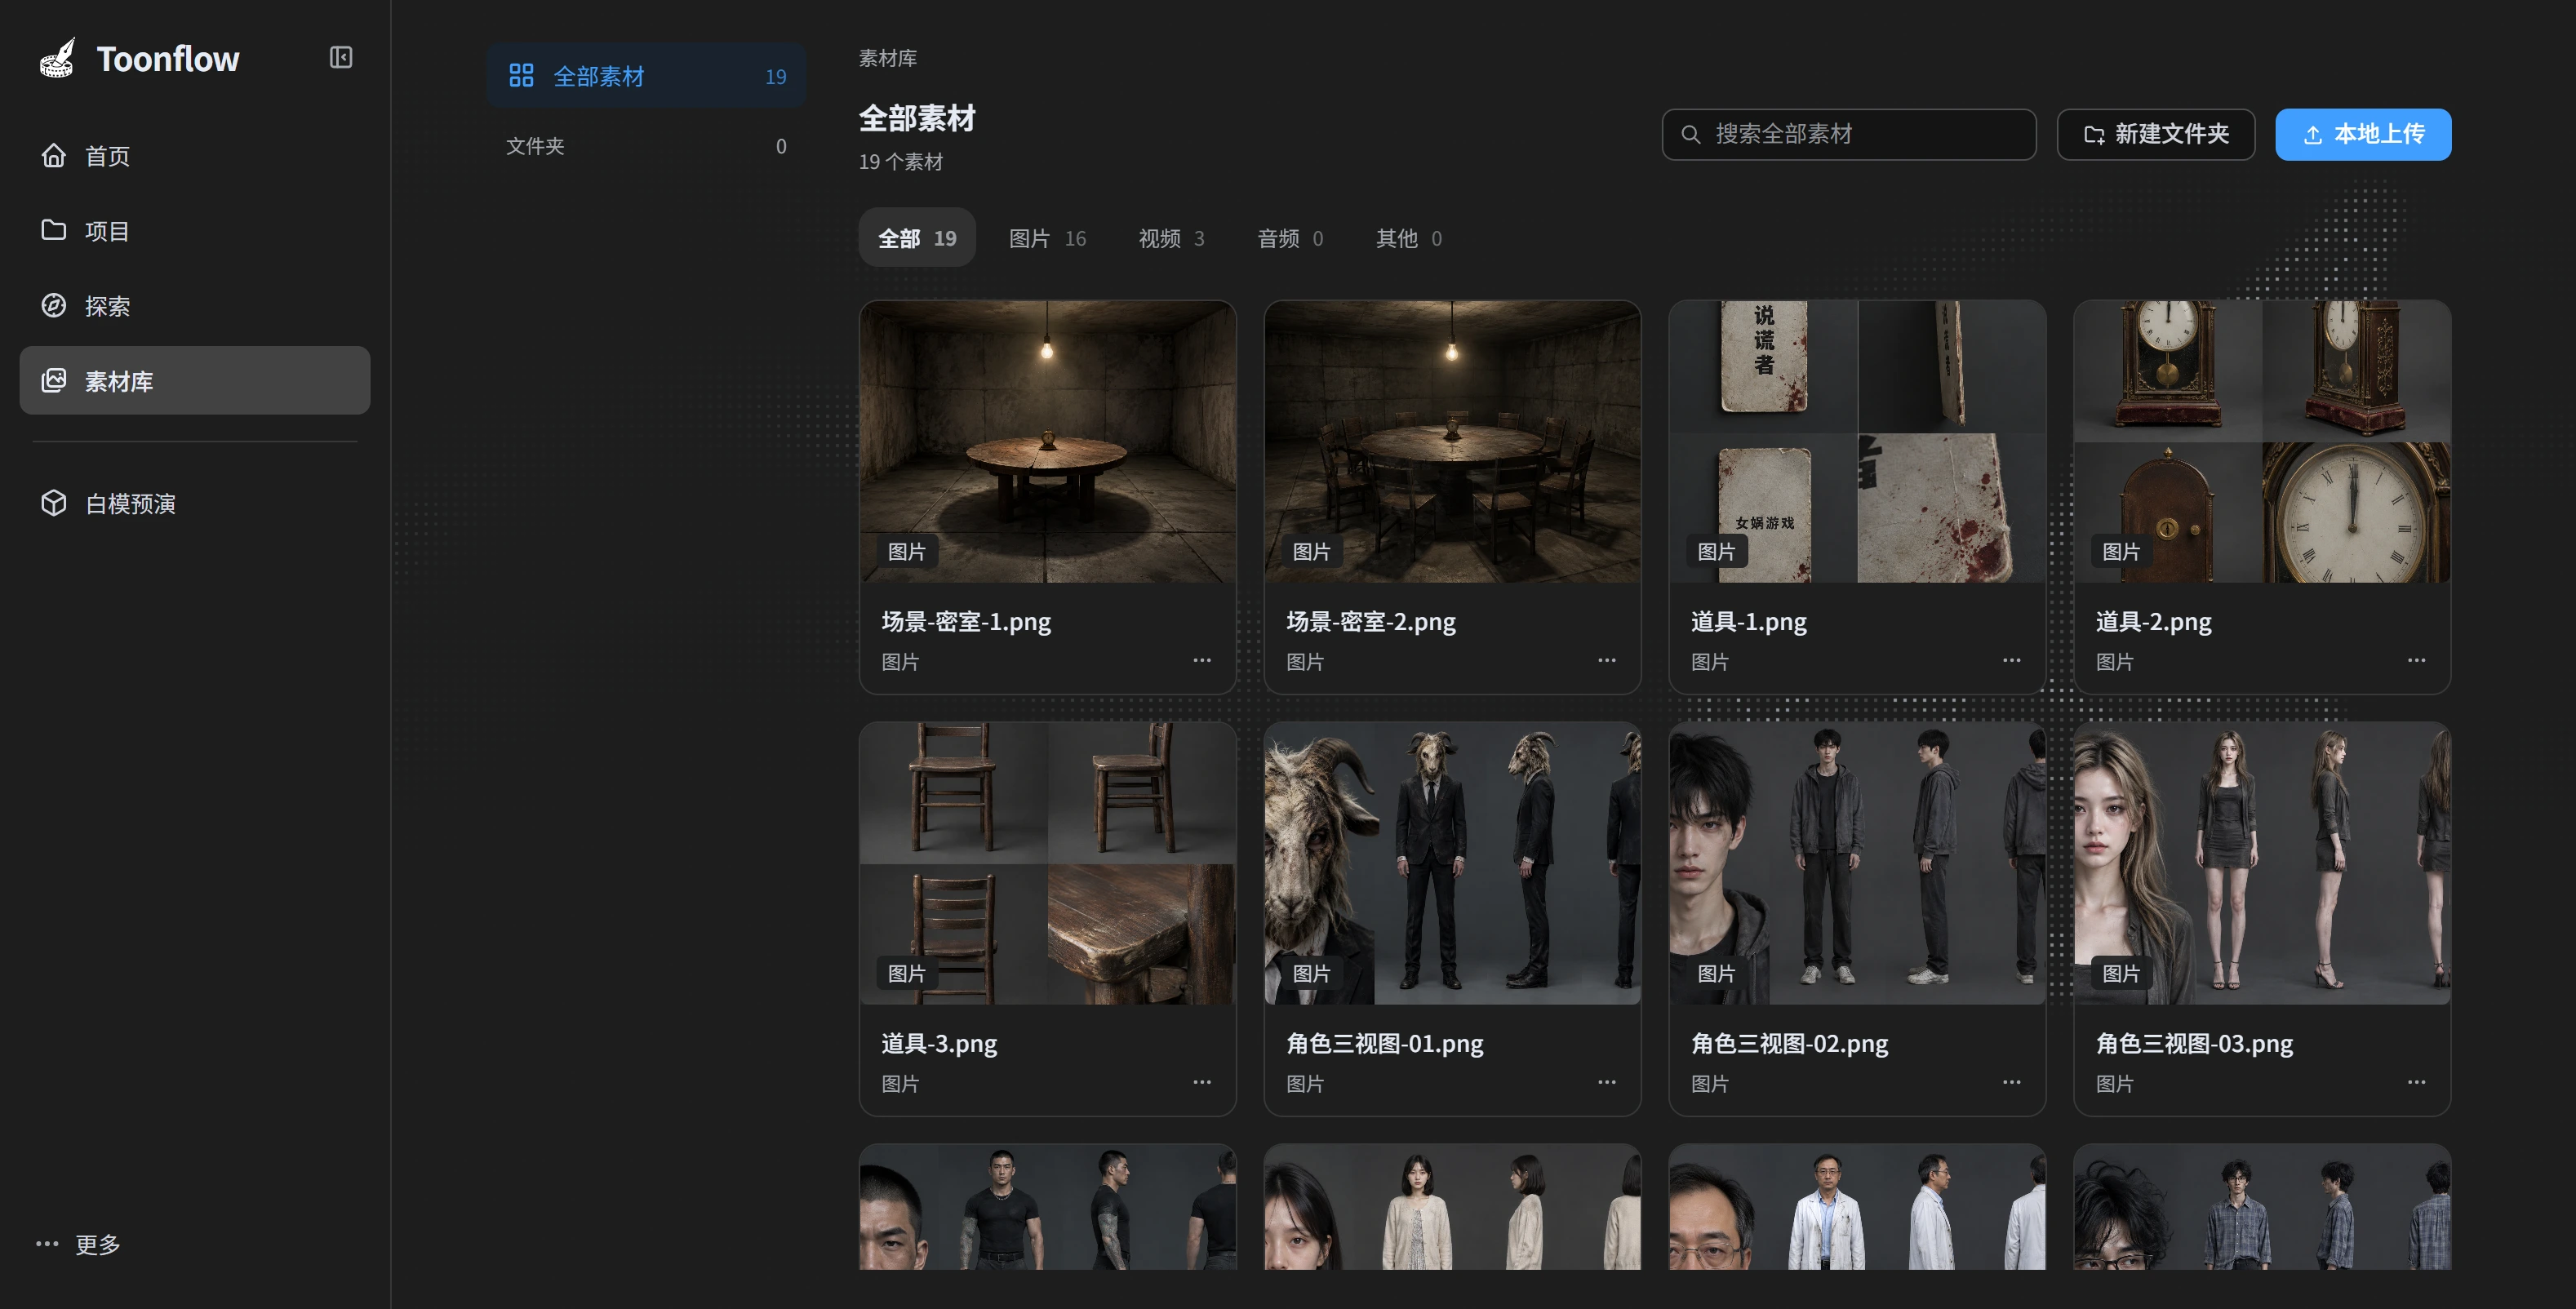 Toonflow
首页
项目
探索
素材库
白模预演
更多
全部素材 19
文件夹 0
素材库
全部素材
19 个素材
搜索全部素材
新建文件夹
本地上传
全部 19
图片 16
视频 3
音频 0
其他 0
图片
场景-密室-1.png
图片
图片
场景-密室-2.png
图片
说谎者
女娲游戏
图片
道具-1.png
图片
图片
道具-2.png
图片
图片
道具-3.png
图片
图片
角色三视图-01.png
图片
图片
角色三视图-02.png
图片
图片
角色三视图-03.png
图片